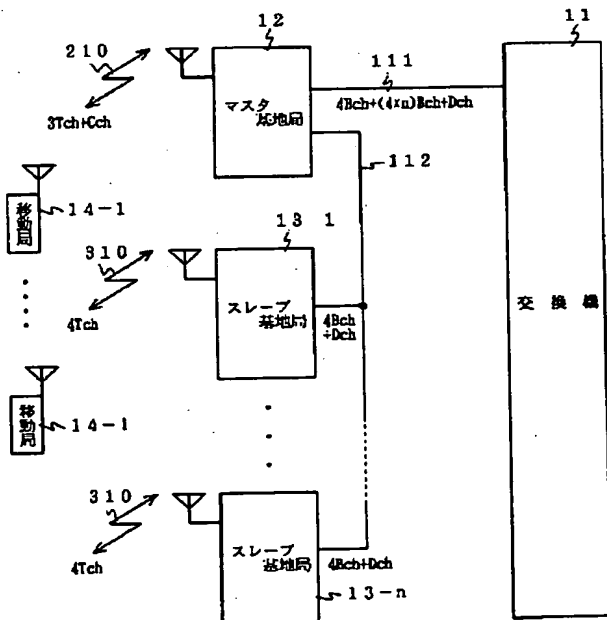 12
11
210
111
マスタ
基地局
4Bch+(4×n)Bch+Dch
3Tch+Cch
112
移動局
14-1
13 1
310
スレーブ
基地局
4Bch
+Dch
4Tch
交換機
移動局
14-1
310
スレーブ
基地局
4Bch+Dch
4Tch
13-n